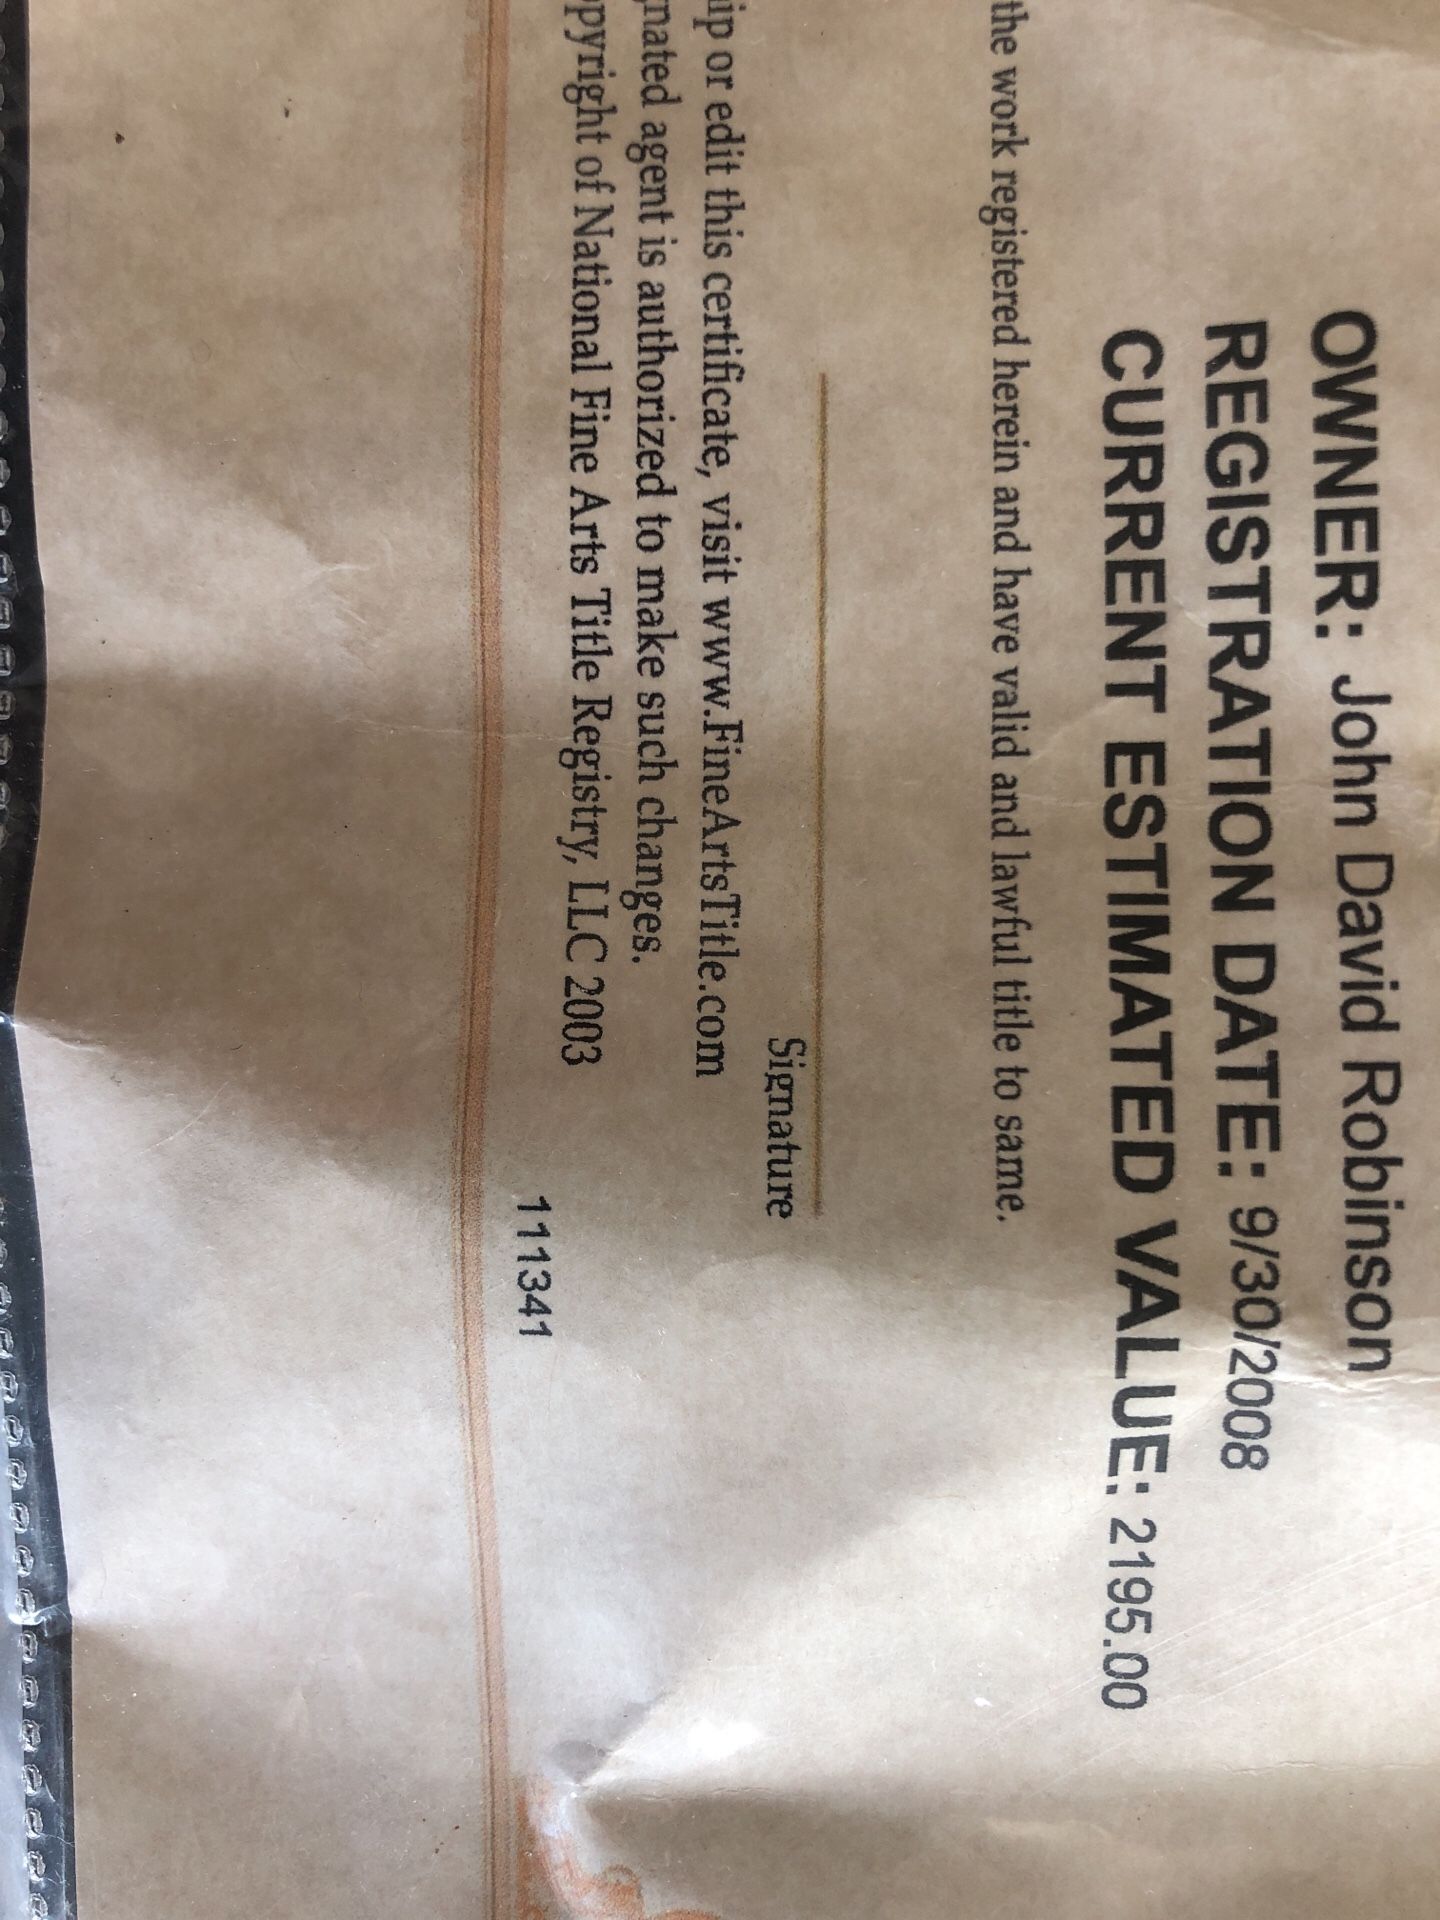 OWNER: John David Robinson
REGISTRATION DATE: 9/30/2008
CURRENT ESTIMATED VALUE: 2195.00
the work registered herein and have valid and lawful title to same.
Signature
or edit this certificate, visit www.FineArtsTitle.com
agent is authorized to make such changes.
of National Fine Arts Title Registry, LLC 2003
111341